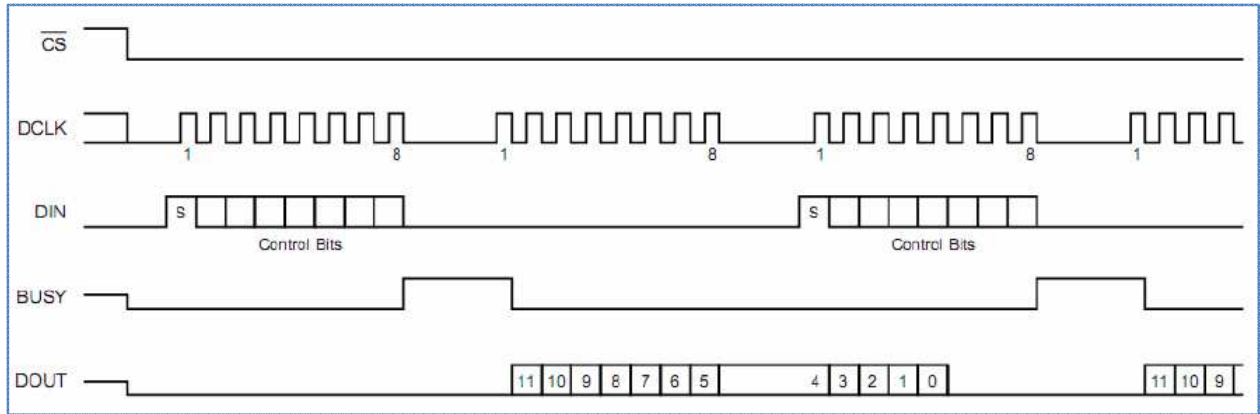 CS
DCLK
1 8 1 8 1 8 1
DIN
S S
Control Bits Control Bits
BUSY
DOUT
11 10 9 8 7 6 5 4 3 2 1 0 11 10 9